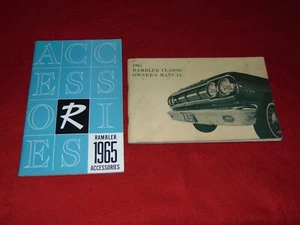 ACC
ESS
ORI
ES
RAMBLER
1965
ACCESSORIES
1965
RAMBLER CLASSIC
OWNER'S MANUAL